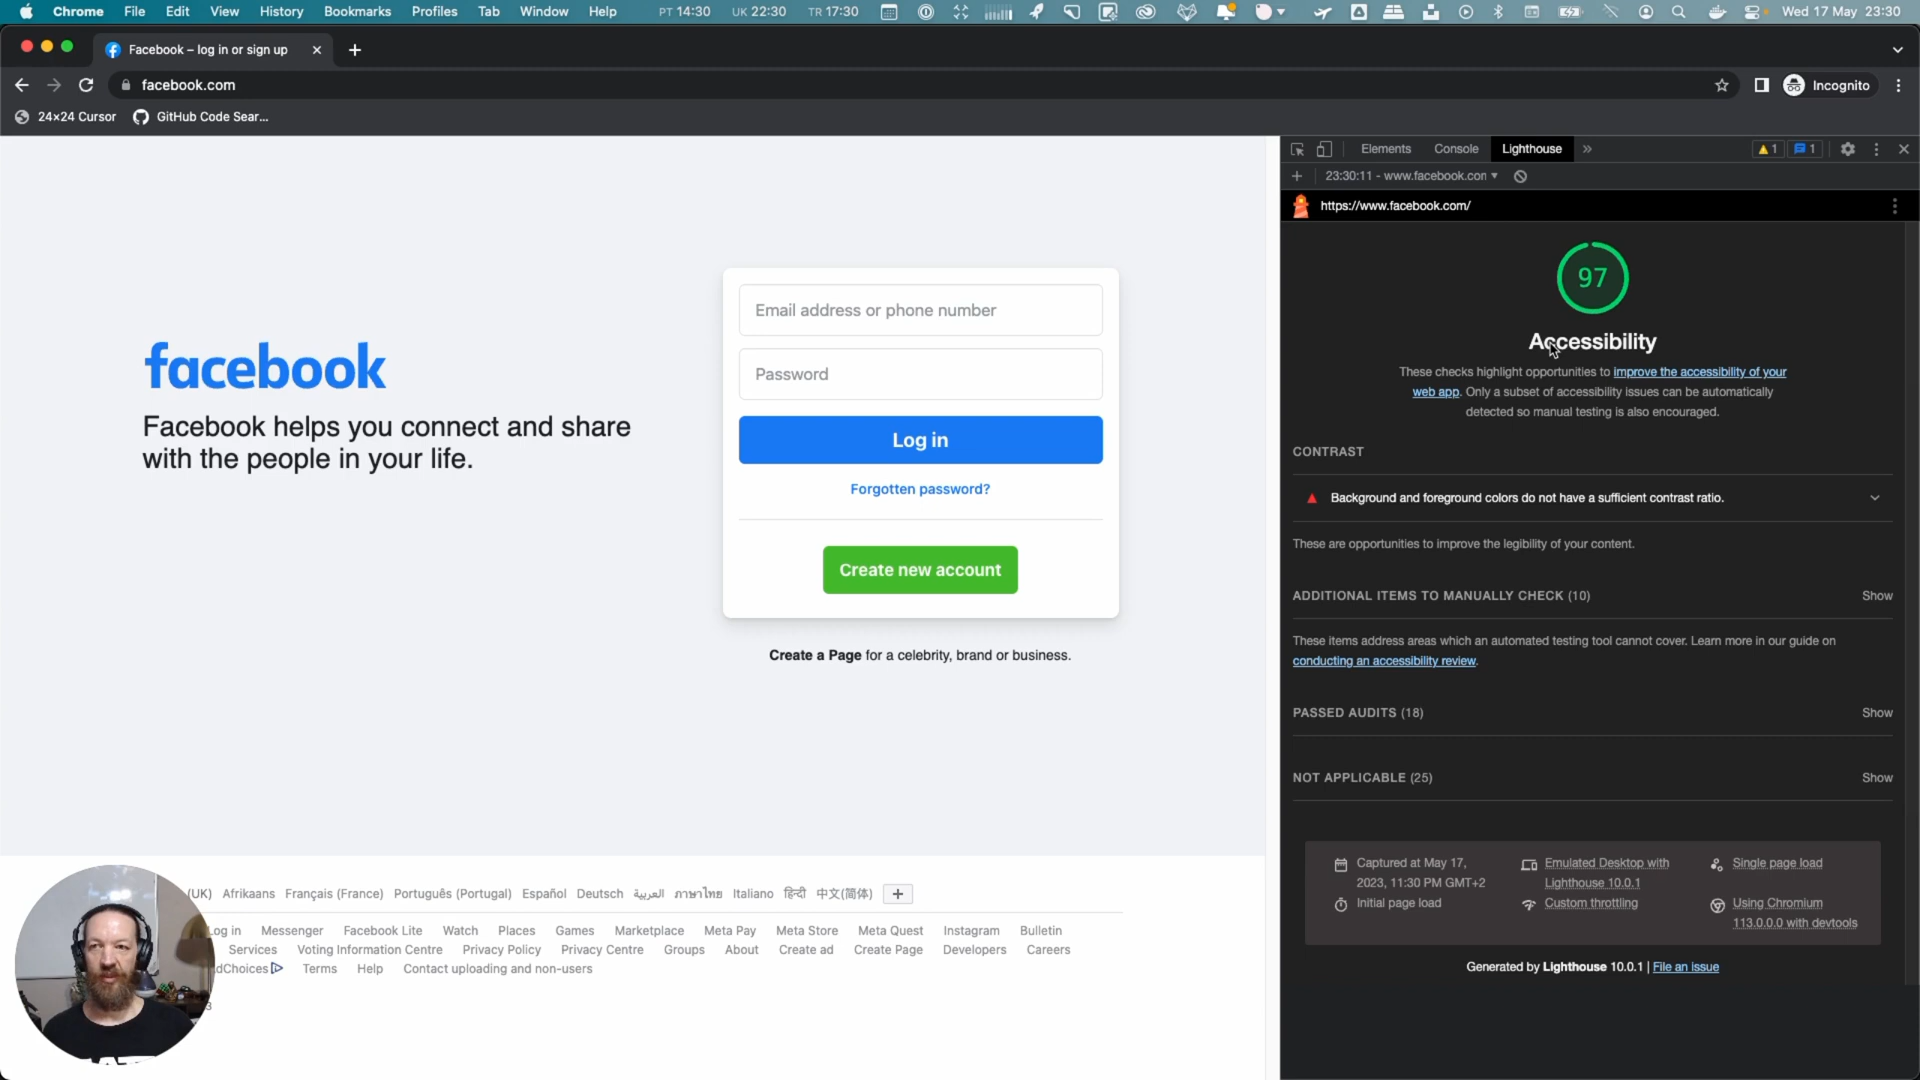 Chrome File Edit View History Bookmarks Profiles Tab Window Help PT 14:30 UK 22:30 TR 17:30 Wed 17 May 23:30
Facebook – log in or sign up
facebook.com
Incognito
24×24 Cursor GitHub Code Sear...
facebook
Facebook helps you connect and share
with the people in your life.
Email address or phone number
Password
Log in
Forgotten password?
Create new account
Create a Page for a celebrity, brand or business.
(UK) Afrikaans Français (France) Português (Portugal) Español Deutsch العربية ภาษาไทย Italiano हिन्दी 中文(简体) +
Log in Messenger Facebook Lite Watch Places Games Marketplace Meta Pay Meta Store Meta Quest Instagram Bulletin
Services Voting Information Centre Privacy Policy Privacy Centre Groups About Create ad Create Page Developers Careers
dChoices Terms Help Contact uploading and non-users
Elements Console Lighthouse » 1 1
23:30:11 - www.facebook.con
https://www.facebook.com/
97
Accessibility
These checks highlight opportunities to improve the accessibility of your
web app. Only a subset of accessibility issues can be automatically
detected so manual testing is also encouraged.
CONTRAST
Background and foreground colors do not have a sufficient contrast ratio.
These are opportunities to improve the legibility of your content.
ADDITIONAL ITEMS TO MANUALLY CHECK (10) Show
These items address areas which an automated testing tool cannot cover. Learn more in our guide on
conducting an accessibility review.
PASSED AUDITS (18) Show
NOT APPLICABLE (25) Show
Captured at May 17,
2023, 11:30 PM GMT+2
Initial page load
Emulated Desktop with
Lighthouse 10.0.1
Custom throttling
Single page load
Using Chromium
113.0.0.0 with devtools
Generated by Lighthouse 10.0.1 | File an issue